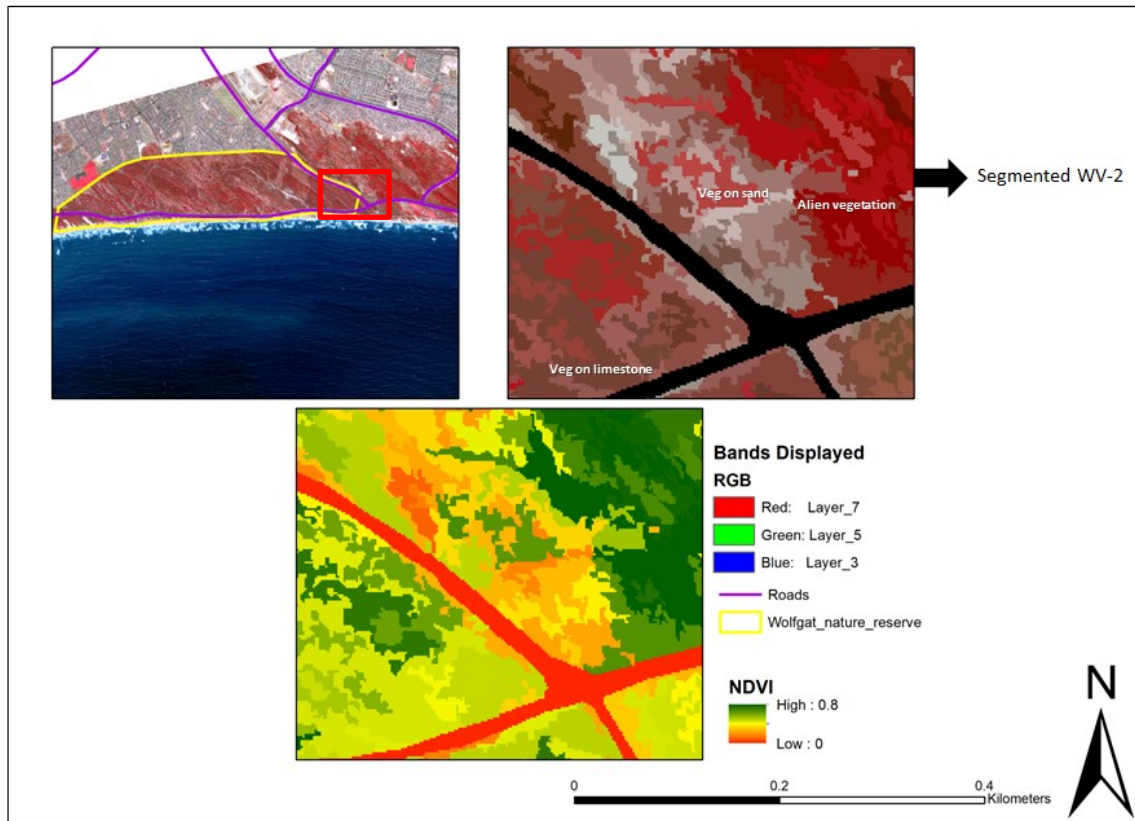 Segmented WV-2
Veg on sand
Alien vegetation
Veg on limestone
Bands Displayed
RGB
Red: Layer_7
Green: Layer_5
Blue: Layer_3
Roads
Wolfgat_nature_reserve
NDVI
High : 0.8
Low : 0
N
0 0.2 0.4
Kilometers